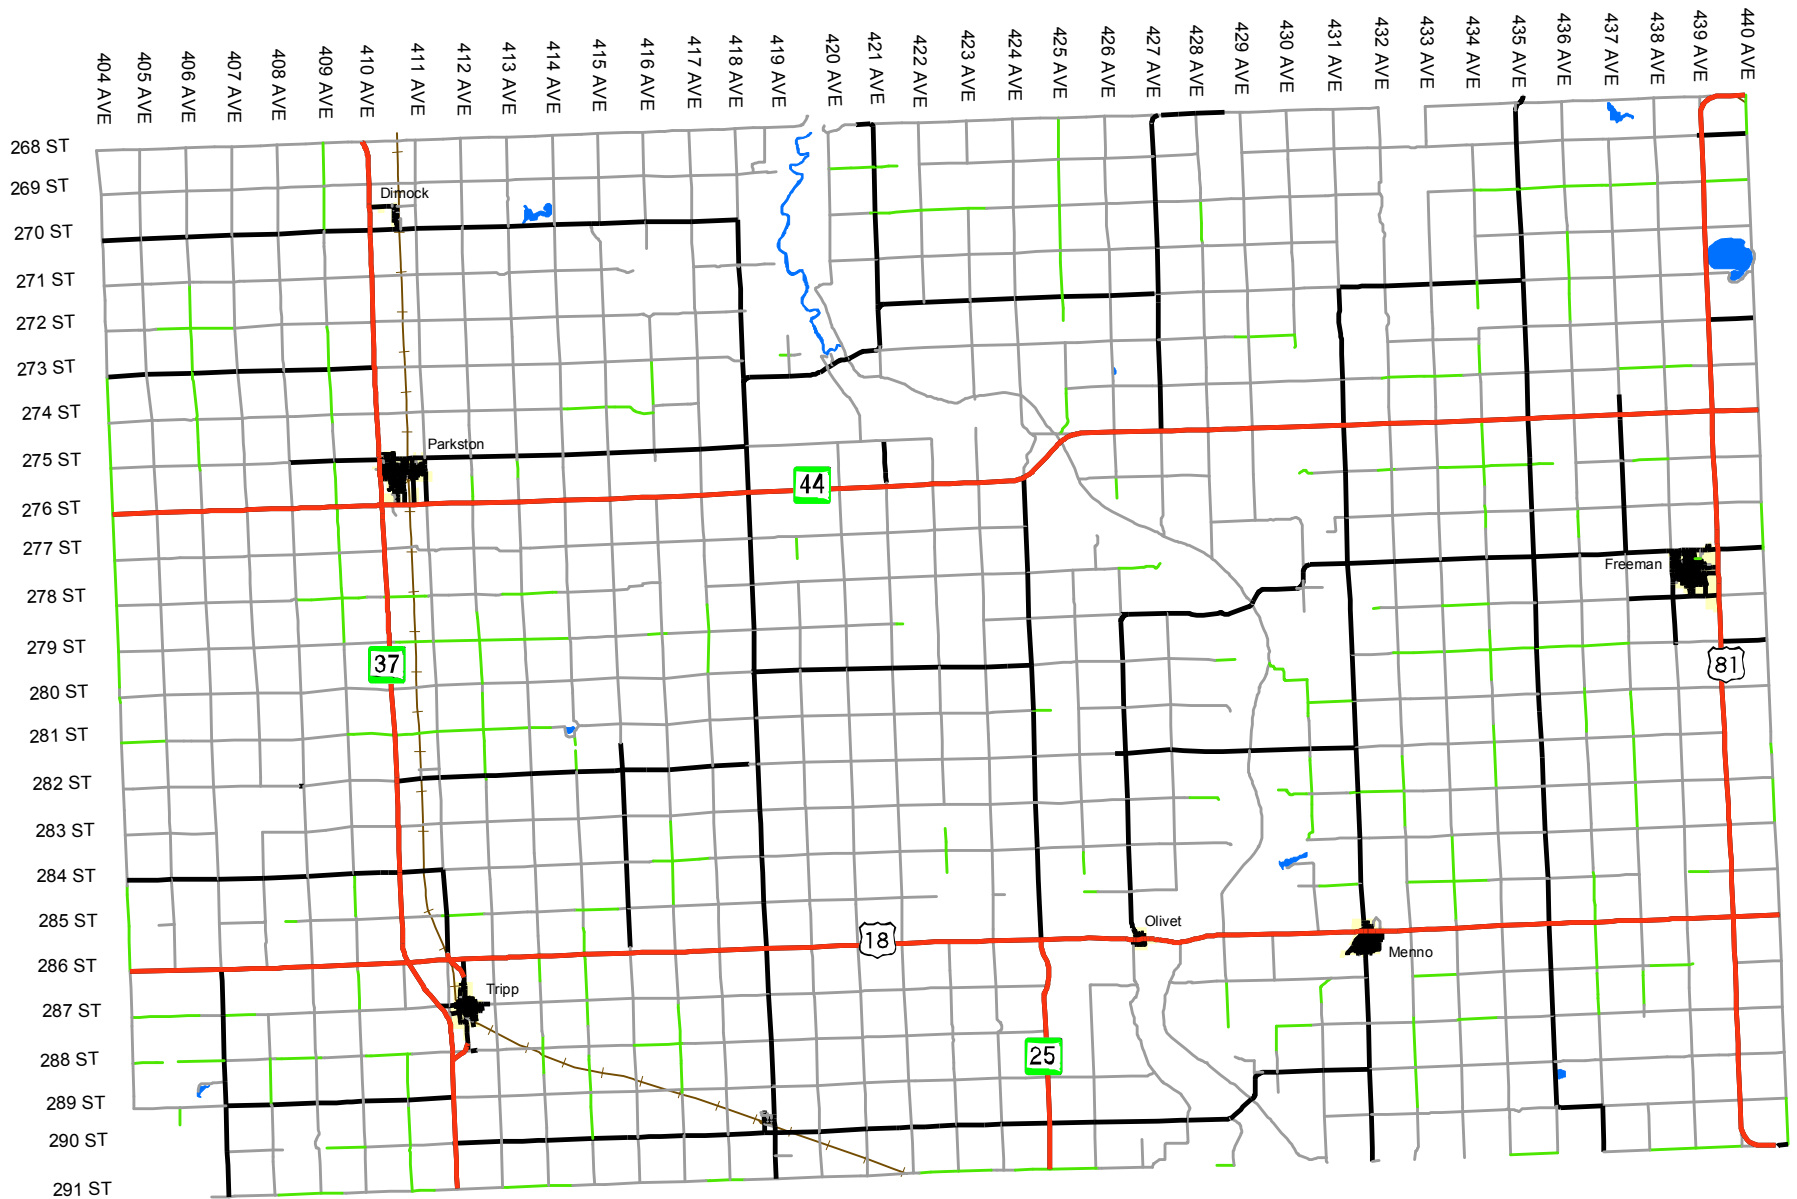 404 AVE
405 AVE
406 AVE
407 AVE
408 AVE
409 AVE
410 AVE
411 AVE
412 AVE
413 AVE
414 AVE
415 AVE
416 AVE
417 AVE
418 AVE
419 AVE
420 AVE
421 AVE
422 AVE
423 AVE
424 AVE
425 AVE
426 AVE
427 AVE
428 AVE
429 AVE
430 AVE
431 AVE
432 AVE
433 AVE
434 AVE
435 AVE
436 AVE
437 AVE
438 AVE
439 AVE
440 AVE
268 ST
269 ST
Dimock
270 ST
271 ST
272 ST
273 ST
274 ST
Parkston
275 ST
44
276 ST
277 ST
Freeman
278 ST
279 ST
37
81
280 ST
281 ST
282 ST
283 ST
284 ST
285 ST
Olivet
18
Menno
286 ST
Tripp
287 ST
288 ST
25
289 ST
290 ST
291 ST